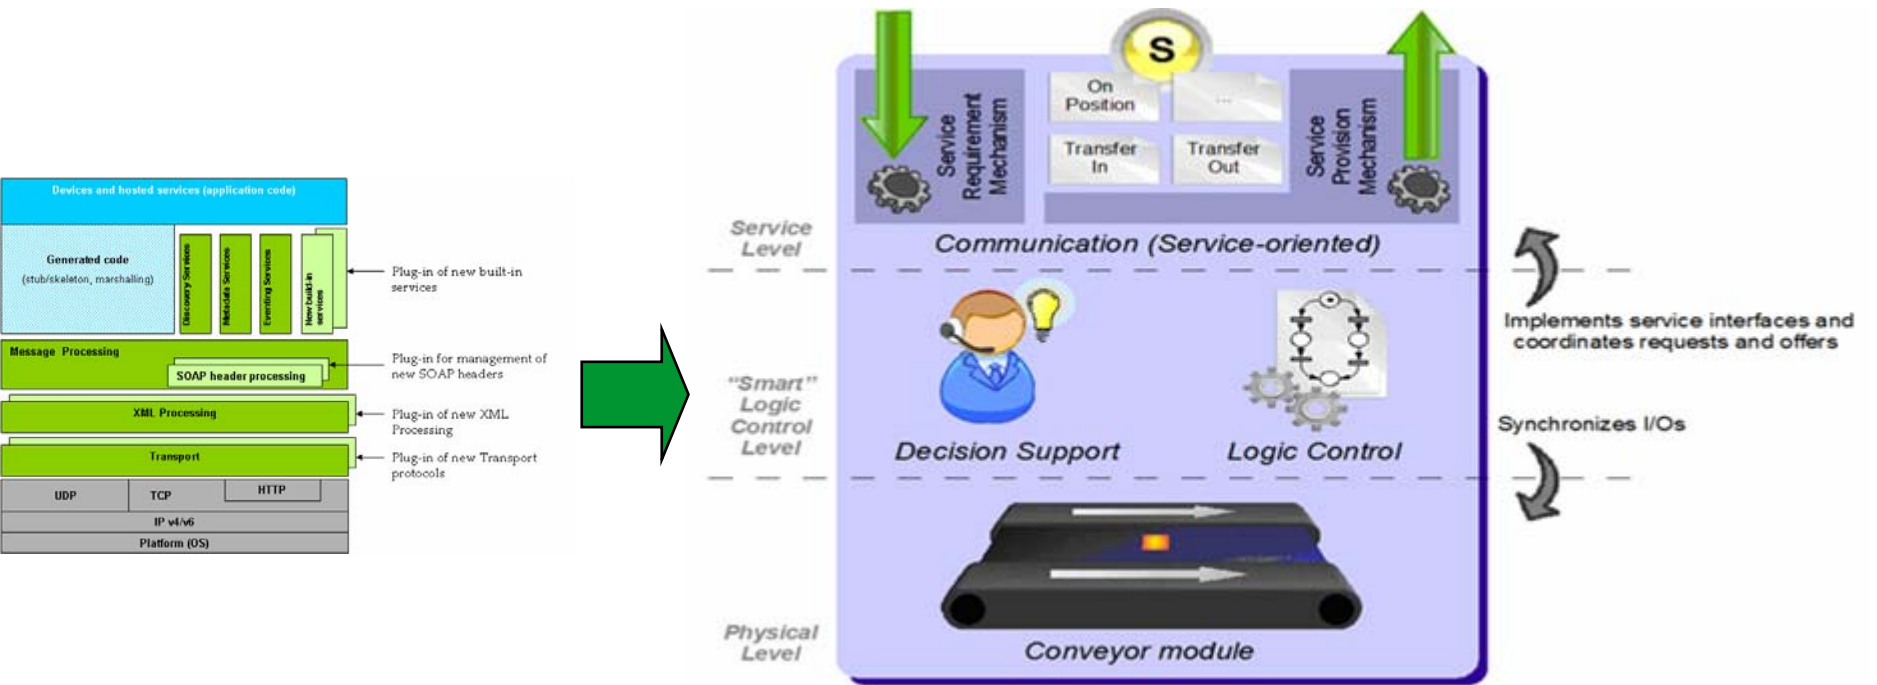 Devices and hosted services (application code)
Generated code
(stub/skeleton, marshalling)
Discovery Services
Metadata Services
Eventing Services
New build-in
services
Plug-in of new built-in
services
Message Processing
SOAP header processing
Plug-in for management of
new SOAP headers
XML Processing
Plug-in of new XML
Processing
Transport
Plug-in of new Transport
protocols
UDP
TCP
HTTP
IP v4/v6
Platform (OS)
S
Service
Requirement
Mechanism
On
Position
...
Transfer
In
Transfer
Out
Service
Provision
Mechanism
Service
Level
Communication (Service-oriented)
Implements service interfaces and
coordinates requests and offers
"Smart"
Logic
Control
Level
Decision Support
Logic Control
Synchronizes I/Os
Physical
Level
Conveyor module